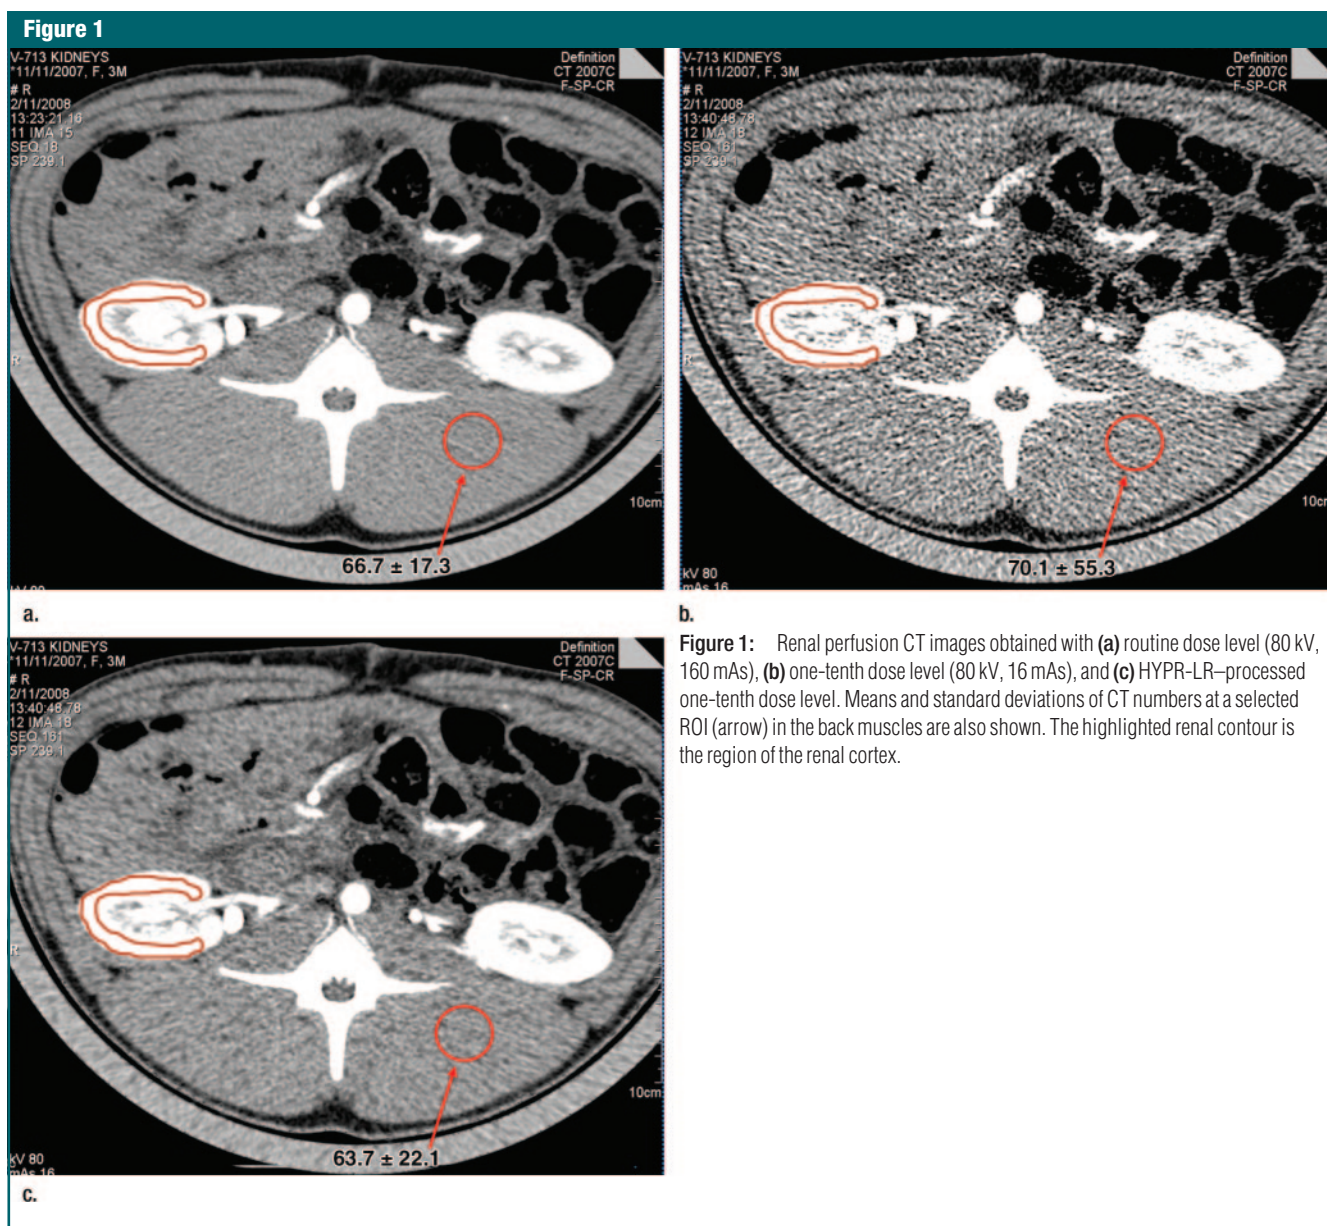 Figure 1
V-713 KIDNEYS
*11/11/2007, F, 3M
# R
2/11/2008
13:23:21.16
11 IMA 15
SEQ 18
SP 239.1
Definition
CT 2007C
F-SP-CR
R
10cm
66.7 ± 17.3
a.
V-713 KIDNEYS
*11/11/2007, F, 3M
# R
2/11/2008
13:40:48.78
12 IMA 18
SEQ 161
SP 239.1
Definition
CT 2007C
F-SP-CR
R
10cm
70.1 ± 55.3
kV 80
mAs 16
b.
V-713 KIDNEYS
*11/11/2007, F, 3M
# R
2/11/2008
13:40:48.78
12 IMA 18
SEQ 161
SP 239.1
Definition
CT 2007C
F-SP-CR
R
10cm
63.7 ± 22.1
kV 80
mAs 16
c.
Figure 1: Renal perfusion CT images obtained with (a) routine dose level (80 kV,
160 mAs), (b) one-tenth dose level (80 kV, 16 mAs), and (c) HYPR-LR–processed
one-tenth dose level. Means and standard deviations of CT numbers at a selected
ROI (arrow) in the back muscles are also shown. The highlighted renal contour is
the region of the renal cortex.